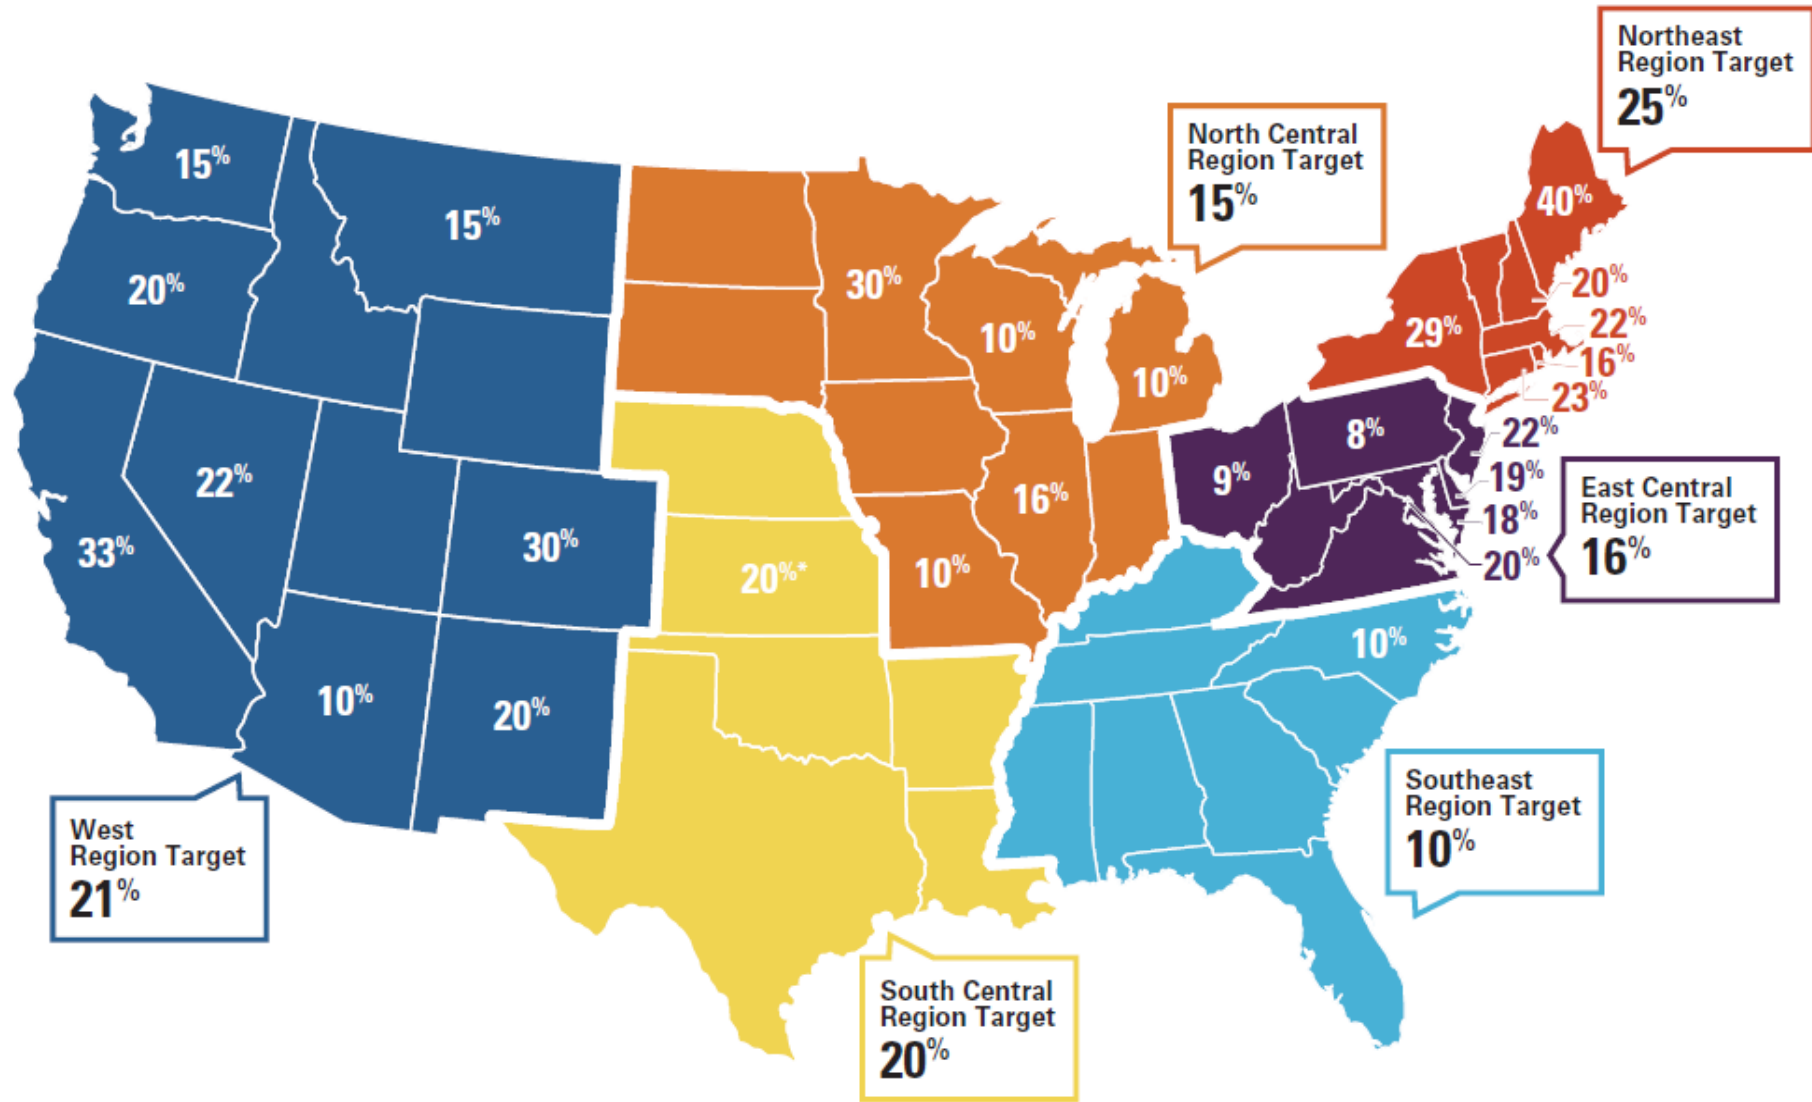 Northeast
Region Target
25%
North Central
Region Target
15%
15%
15%
40%
20%
30%
20%
29%
22%
10%
16%
10%
23%
8%
22%
22%
9%
19%
16%
18%
33%
30%
20%*
10%
20%
East Central
Region Target
16%
10%
10%
20%
West
Region Target
21%
Southeast
Region Target
10%
South Central
Region Target
20%